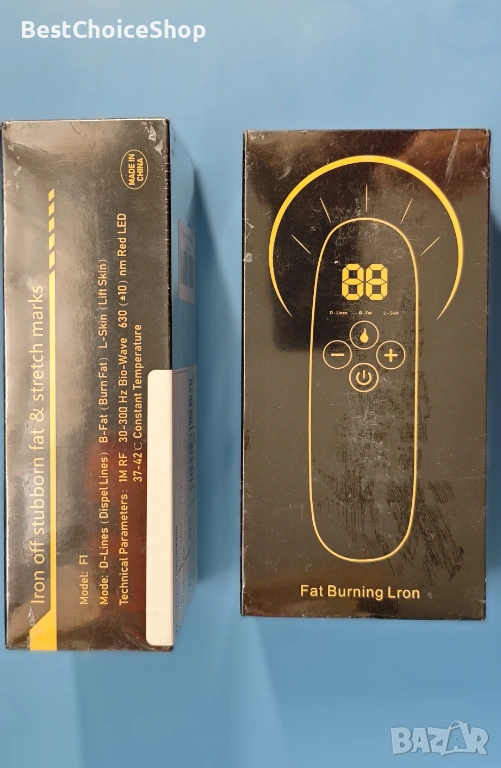 BestChoiceShop
Iron off stubborn fat & stretch marks
MADE IN
CHINA
Model: F1
Mode: D-Lines (Dispel Lines) B-Fat (Burn Fat) L-Skin (Lift Skin)
Technical Parameters: 1M RF 30-300 Hz Bio-Wave 630 (±10) nm Red LED
37-42℃ Constant Temperature
88
D-Lines B-Fat L-Skin
Fat Burning Lron
BAZAR